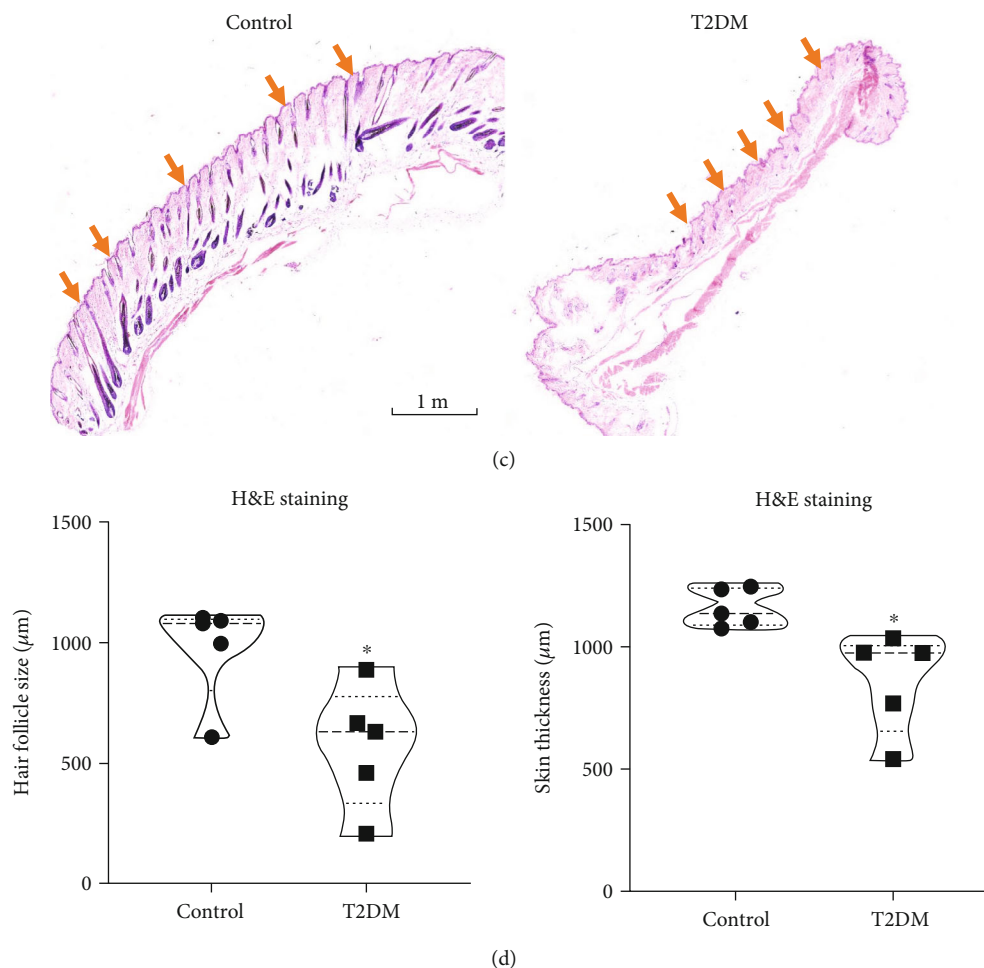 Control
T2DM
1 m
(c)
H&E staining
1500
1000
500
0
Hair follicle size (μm)
*
Control
T2DM
H&E staining
1500
1000
500
0
Skin thickness (μm)
*
Control
T2DM
(d)